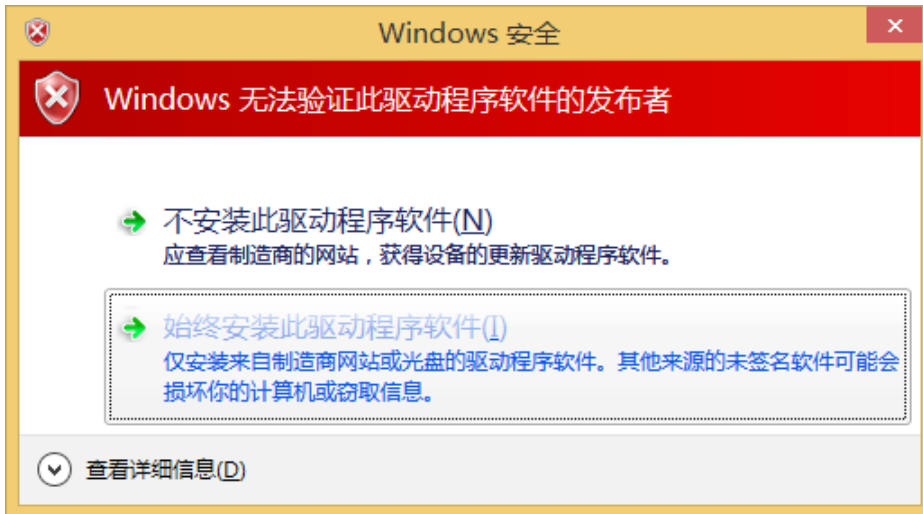 Windows 安全
Windows 无法验证此驱动程序软件的发布者
不安装此驱动程序软件(N)
应查看制造商的网站，获得设备的更新驱动程序软件。
始终安装此驱动程序软件(I)
仅安装来自制造商网站或光盘的驱动程序软件。其他来源的未签名软件可能会
损坏你的计算机或窃取信息。
查看详细信息(D)